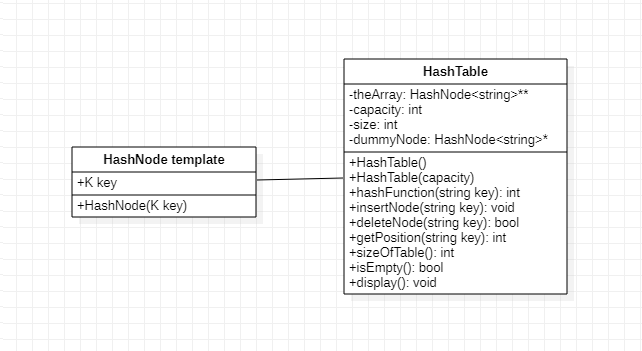 HashNode template
+K key
+HashNode(K key)
HashTable
-theArray: HashNode<string>**
-capacity: int
-size: int
-dummyNode: HashNode<string>*
+HashTable()
+HashTable(capacity)
+hashFunction(string key): int
+insertNode(string key): void
+deleteNode(string key): bool
+getPosition(string key): int
+sizeOfTable(): int
+isEmpty(): bool
+display(): void